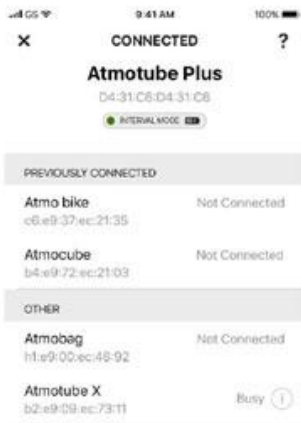 9:41 AM
100%
CONNECTED
?
Atmotube Plus
D4:31:C6:D4:31:C6
INTERVAL MODE
PREVIOUSLY CONNECTED
Atmo bike
Not Connected
c6:e9:37:ec:21:35
Atmocube
Not Connected
b4:e9:72:ec:21:03
OTHER
Atmobag
Not Connected
h1:e9:00:ec:46:92
Atmotube X
Busy
b2:e9:09:ec:73:11